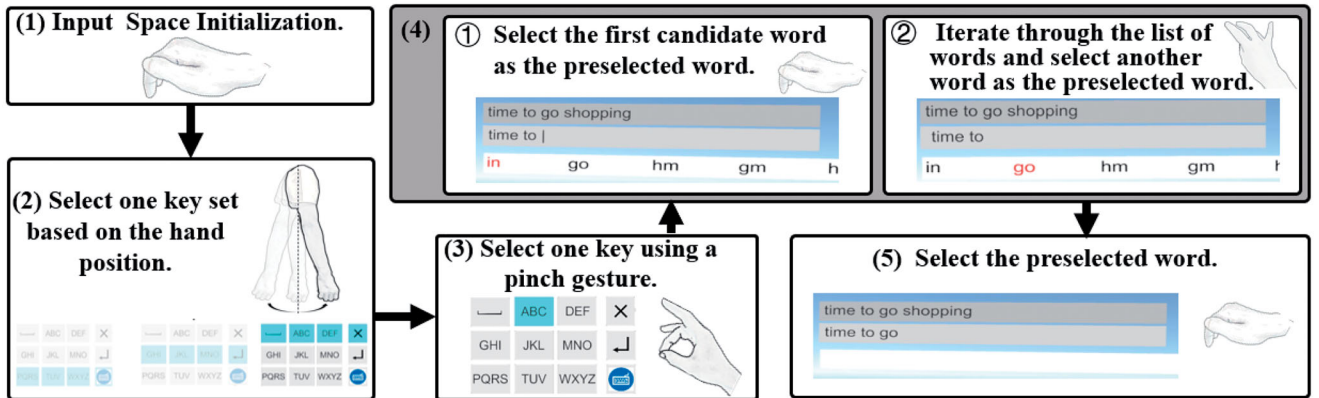 (1) Input Space Initialization.
(2) Select one key set
based on the hand
position.
ABC DEF X
GHI JKL MNO
PQRS TUV WXYZ
ABC DEF X
GHI JKL MNO
PQRS TUV WXYZ
ABC DEF X
GHI JKL MNO
PQRS TUV WXYZ
(3) Select one key using a
pinch gesture.
ABC DEF X
GHI JKL MNO
PQRS TUV WXYZ
(4)
① Select the first candidate word
as the preselected word.
time to go shopping
time to |
in go hm gm h
② Iterate through the list of
words and select another
word as the preselected word.
time to go shopping
time to
in go hm gm
(5) Select the preselected word.
time to go shopping
time to go